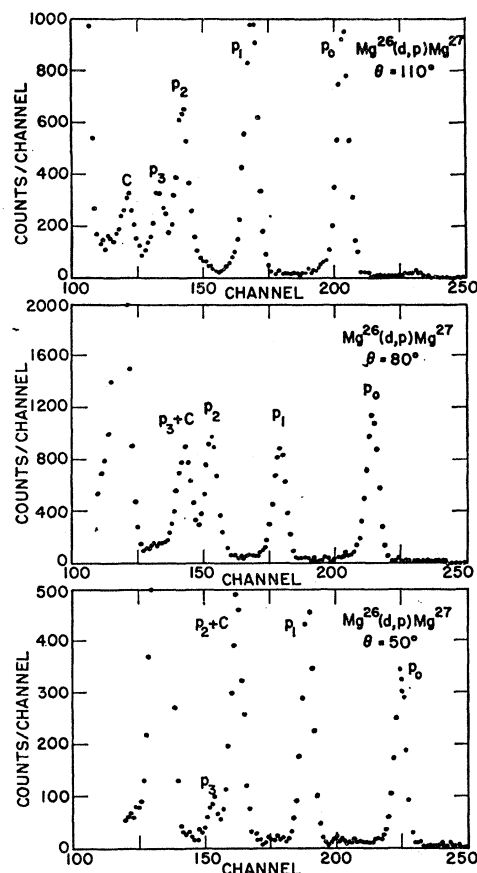 1000
800
600
400
200
0
COUNTS/CHANNEL
C
p3
p2
p1
p0
Mg26(d,p)Mg27
θ = 110°
100 150 200 250
CHANNEL
2000
1600
1200
800
400
0
COUNTS/CHANNEL
p3+C
p2
p1
p0
Mg26(d,p)Mg27
θ = 80°
100 150 200 250
CHANNEL
500
400
300
200
100
0
COUNTS/CHANNEL
p2+C
p3
p1
p0
Mg26(d,p)Mg27
θ = 50°
100 150 200 250
CHANNEL